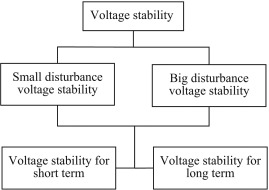 Voltage stability
Small disturbance
voltage stability
Big disturbance
voltage stability
Voltage stability for
short term
Voltage stability for
long term